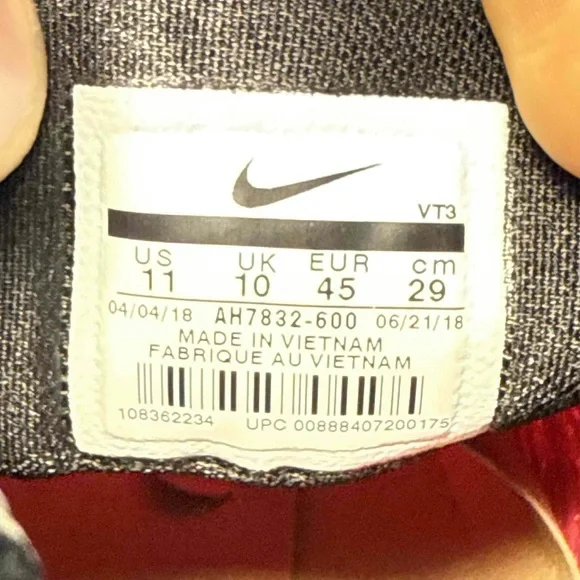 VT3
US UK EUR cm
11 10 45 29
04/04/18 AH7832-600 06/21/18
MADE IN VIETNAM
FABRIQUE AU VIETNAM
108362234 UPC 00888407200175